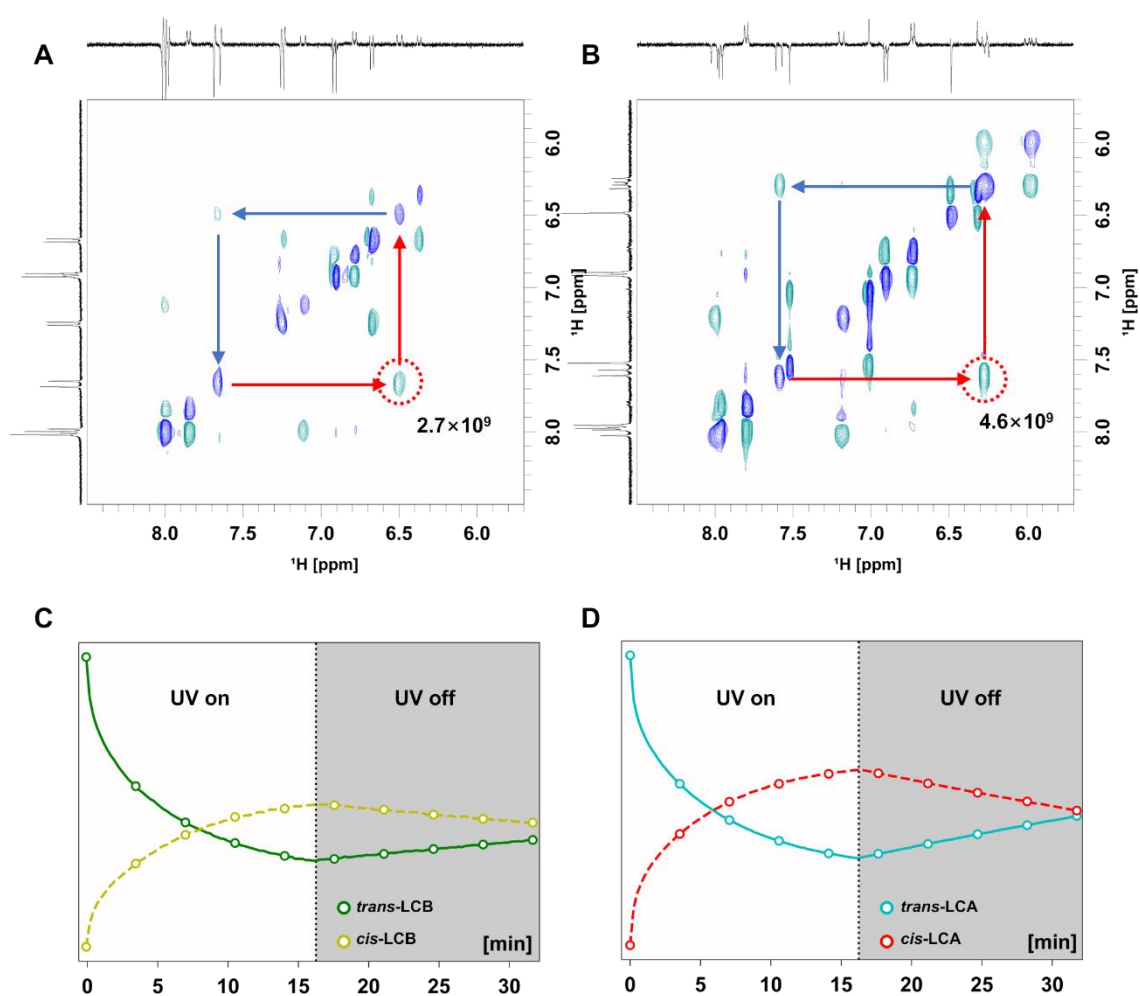 A
B
6.0
6.5
7.0
7.5
8.0
¹H [ppm]
2.7×10⁹
8.0 7.5 7.0 6.5 6.0
¹H [ppm]
6.0
6.5
7.0
7.5
8.0
¹H [ppm]
4.6×10⁹
8.0 7.5 7.0 6.5 6.0
¹H [ppm]
C
UV on
UV off
trans-LCB
cis-LCB
[min]
0 5 10 15 20 25 30
D
UV on
UV off
trans-LCA
cis-LCA
[min]
0 5 10 15 20 25 30